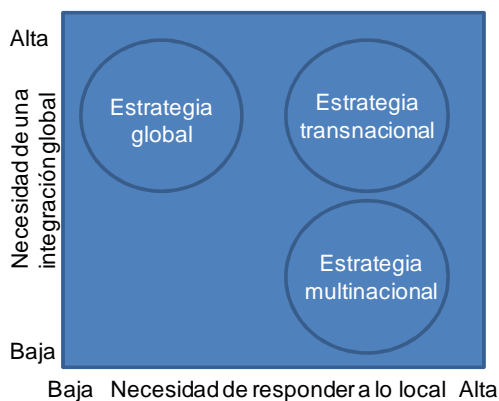 Alta
Necesidad de una
integración global
Estrategia
global
Estrategia
transnacional
Estrategia
multinacional
Baja
Baja Necesidad de responder a lo local Alta